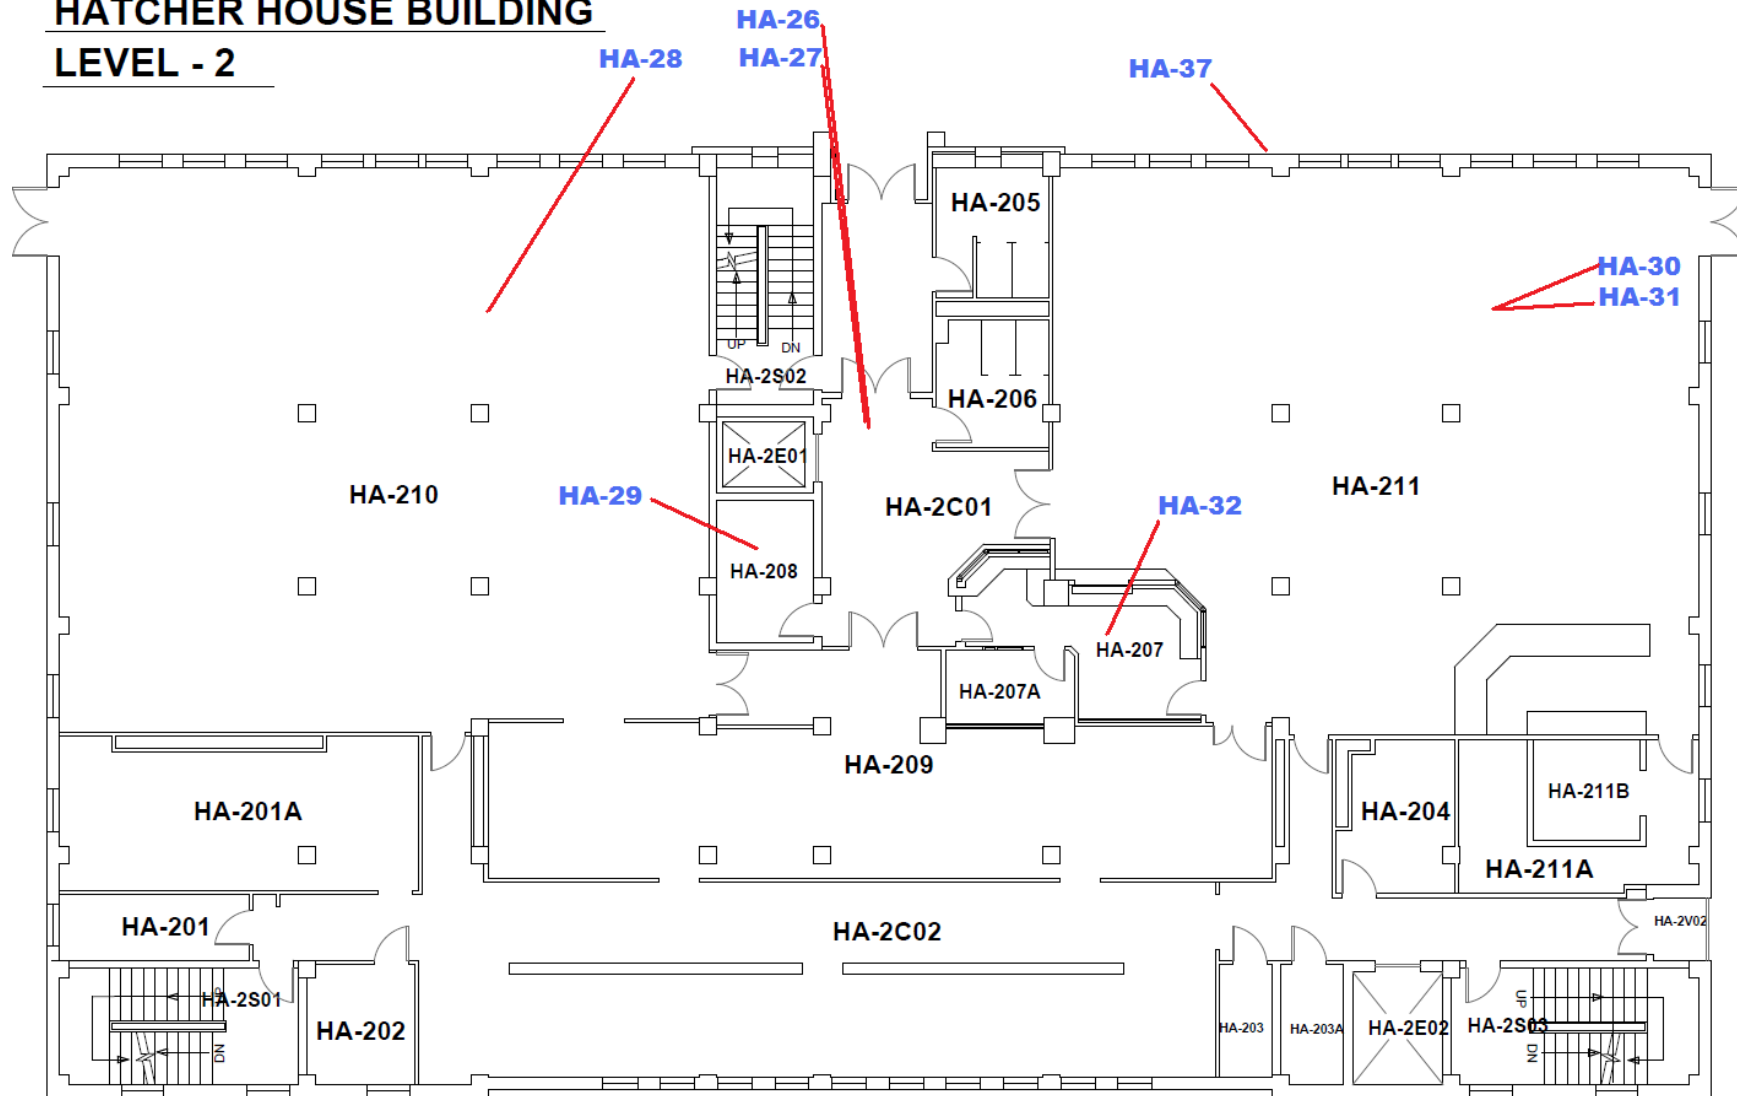 HATCHER HOUSE BUILDING
LEVEL - 2
HA-26
HA-27
HA-28
HA-37
HA-205
HA-30
HA-31
UP
DN
HA-2S02
HA-206
HA-2E01
HA-210
HA-29
HA-2C01
HA-32
HA-211
HA-208
HA-207
HA-207A
HA-209
HA-201A
HA-204
HA-211B
HA-211A
HA-201
HA-2C02
HA-2V02
UP
HA-2S01
DN
HA-202
HA-203
HA-203A
HA-2E02
HA-2S03
UP
DN